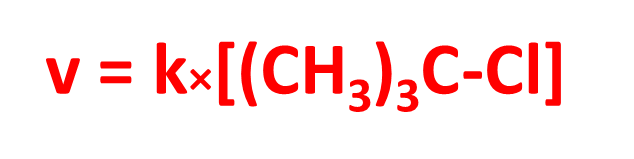 v = k×[(CH₃)₃C-Cl]